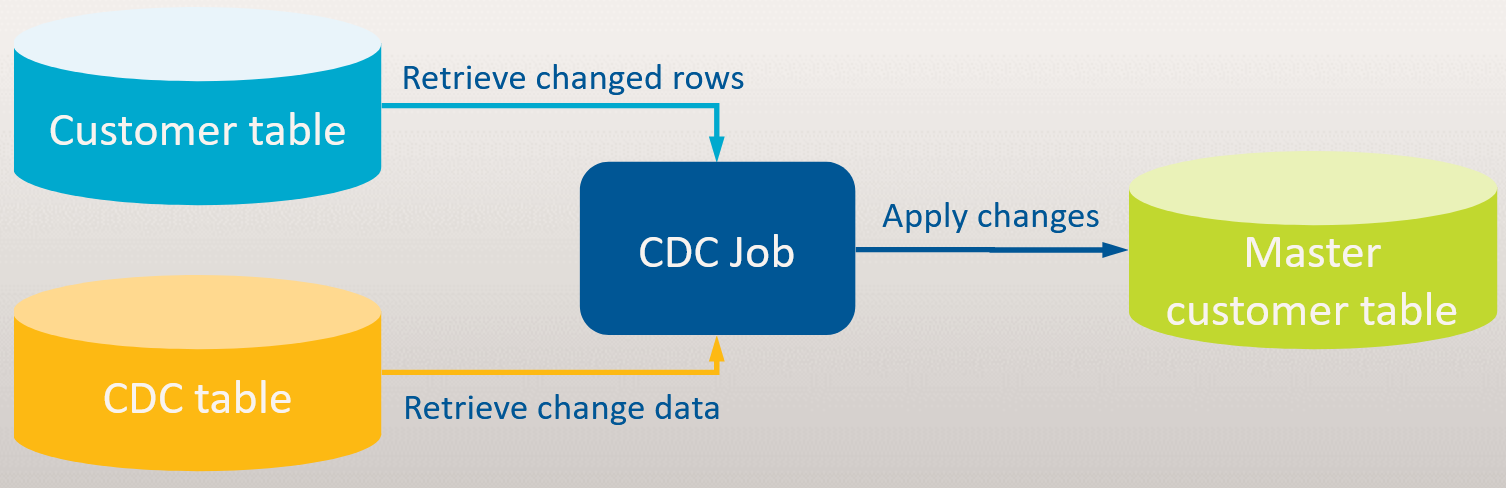 Retrieve changed rows
Customer table
CDC Job
Apply changes
Master
customer table
CDC table
Retrieve change data